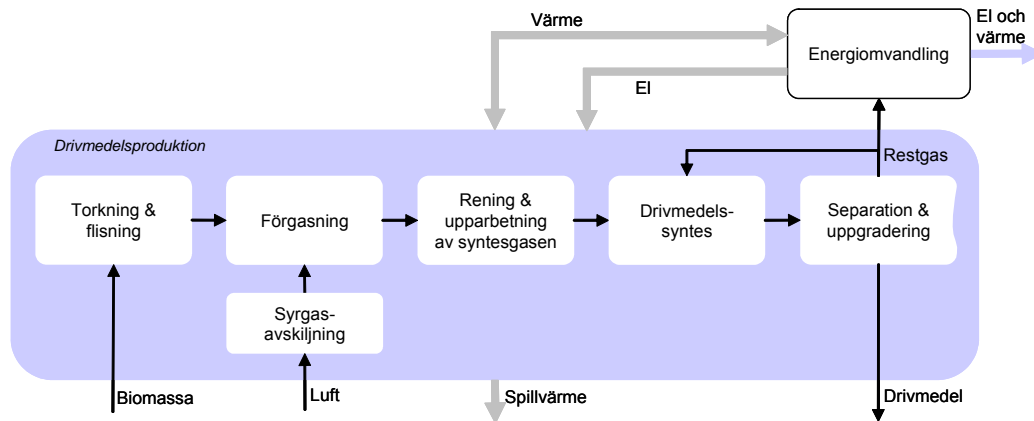 Värme
El och
värme
Energiomvandling
El
Drivmedelsproduktion
Restgas
Torkning &
flisning
Förgasning
Rening &
upparbetning
av syntesgasen
Drivmedels-
syntes
Separation &
uppgradering
Syrgas-
avskiljning
Biomassa
Luft
Spillvärme
Drivmedel